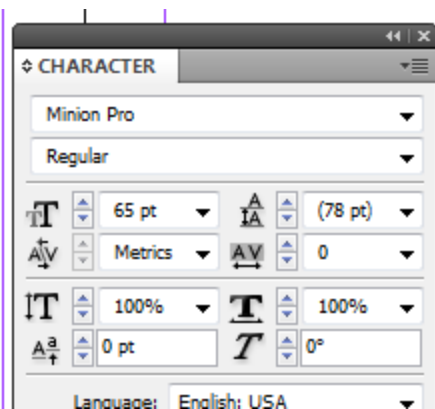 CHARACTER
Minion Pro
Regular
65 pt (78 pt)
Metrics 0
100% 100%
0 pt 0°
Language: English: USA